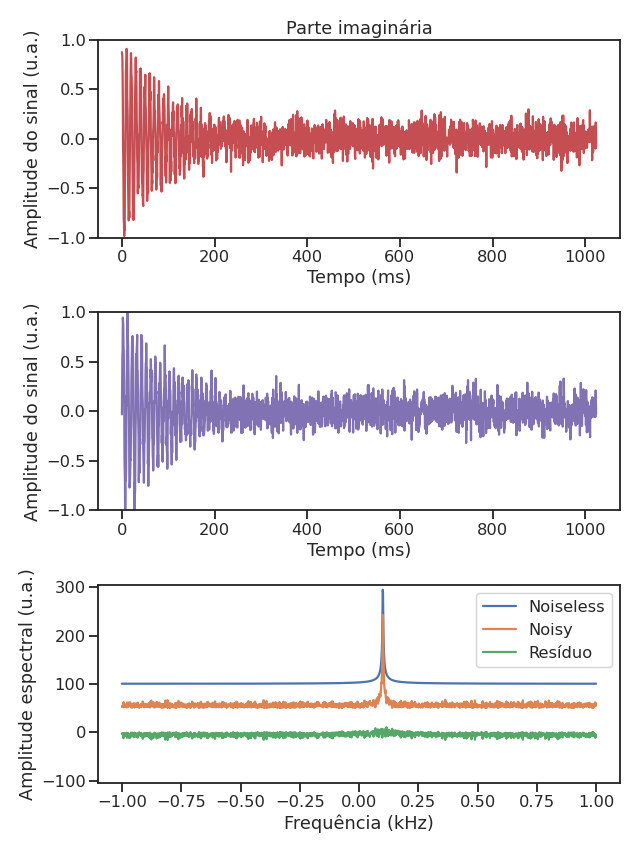 Parte imaginária
Amplitude do sinal (u.a.)
1.0
0.5
0.0
−0.5
−1.0
0 200 400 600 800 1000
Tempo (ms)
Amplitude do sinal (u.a.)
1.0
0.5
0.0
−0.5
−1.0
0 200 400 600 800 1000
Tempo (ms)
Amplitude espectral (u.a.)
300
200
100
0
−100
Noiseless
Noisy
Resíduo
−1.00 −0.75 −0.50 −0.25 0.00 0.25 0.50 0.75 1.00
Frequência (kHz)